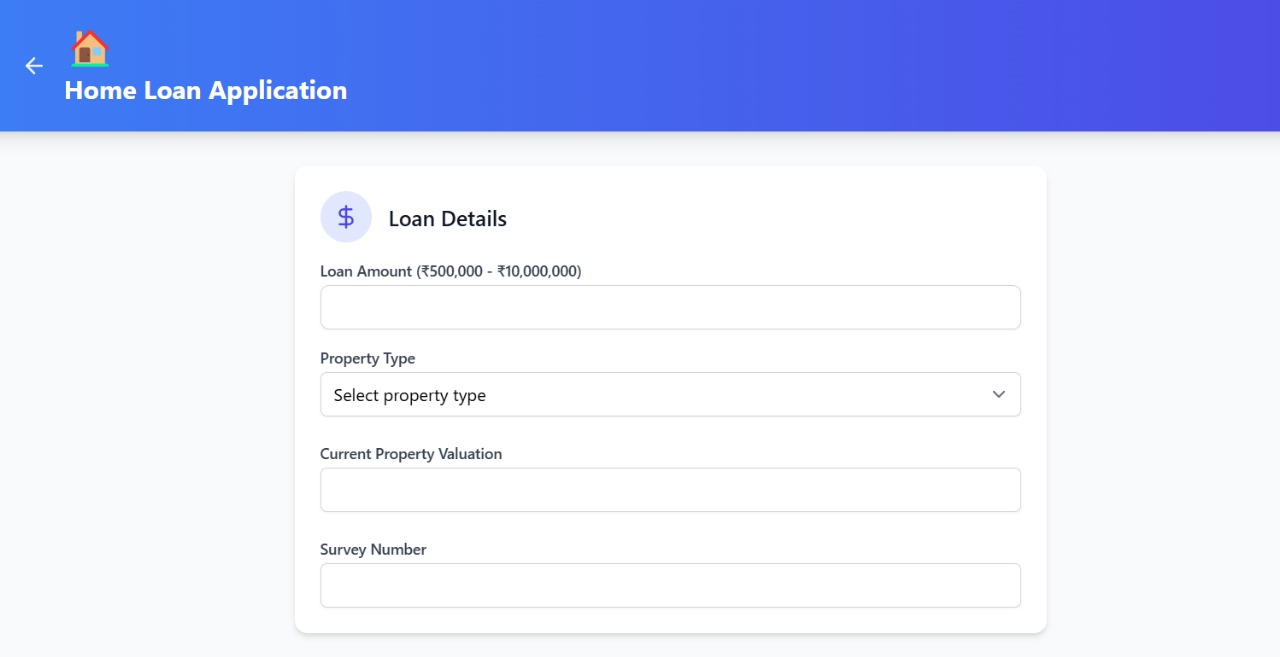 Home Loan Application
$ Loan Details
Loan Amount (₹500,000 - ₹10,000,000)
Property Type
Select property type
Current Property Valuation
Survey Number